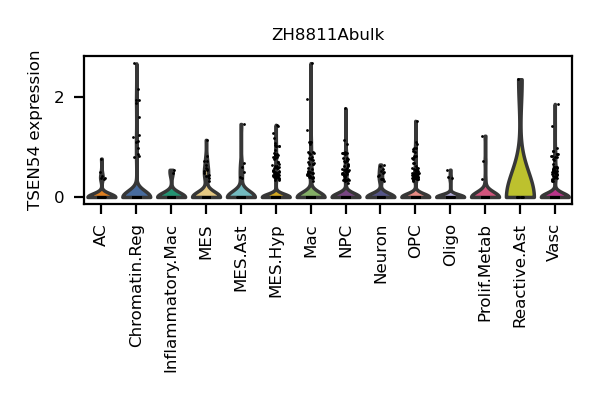 ZH8811Abulk
TSEN54 expression
2
0
AC
Chromatin.Reg
Inflammatory.Mac
MES
MES.Ast
MES.Hyp
Mac
NPC
Neuron
OPC
Oligo
Prolif.Metab
Reactive.Ast
Vasc